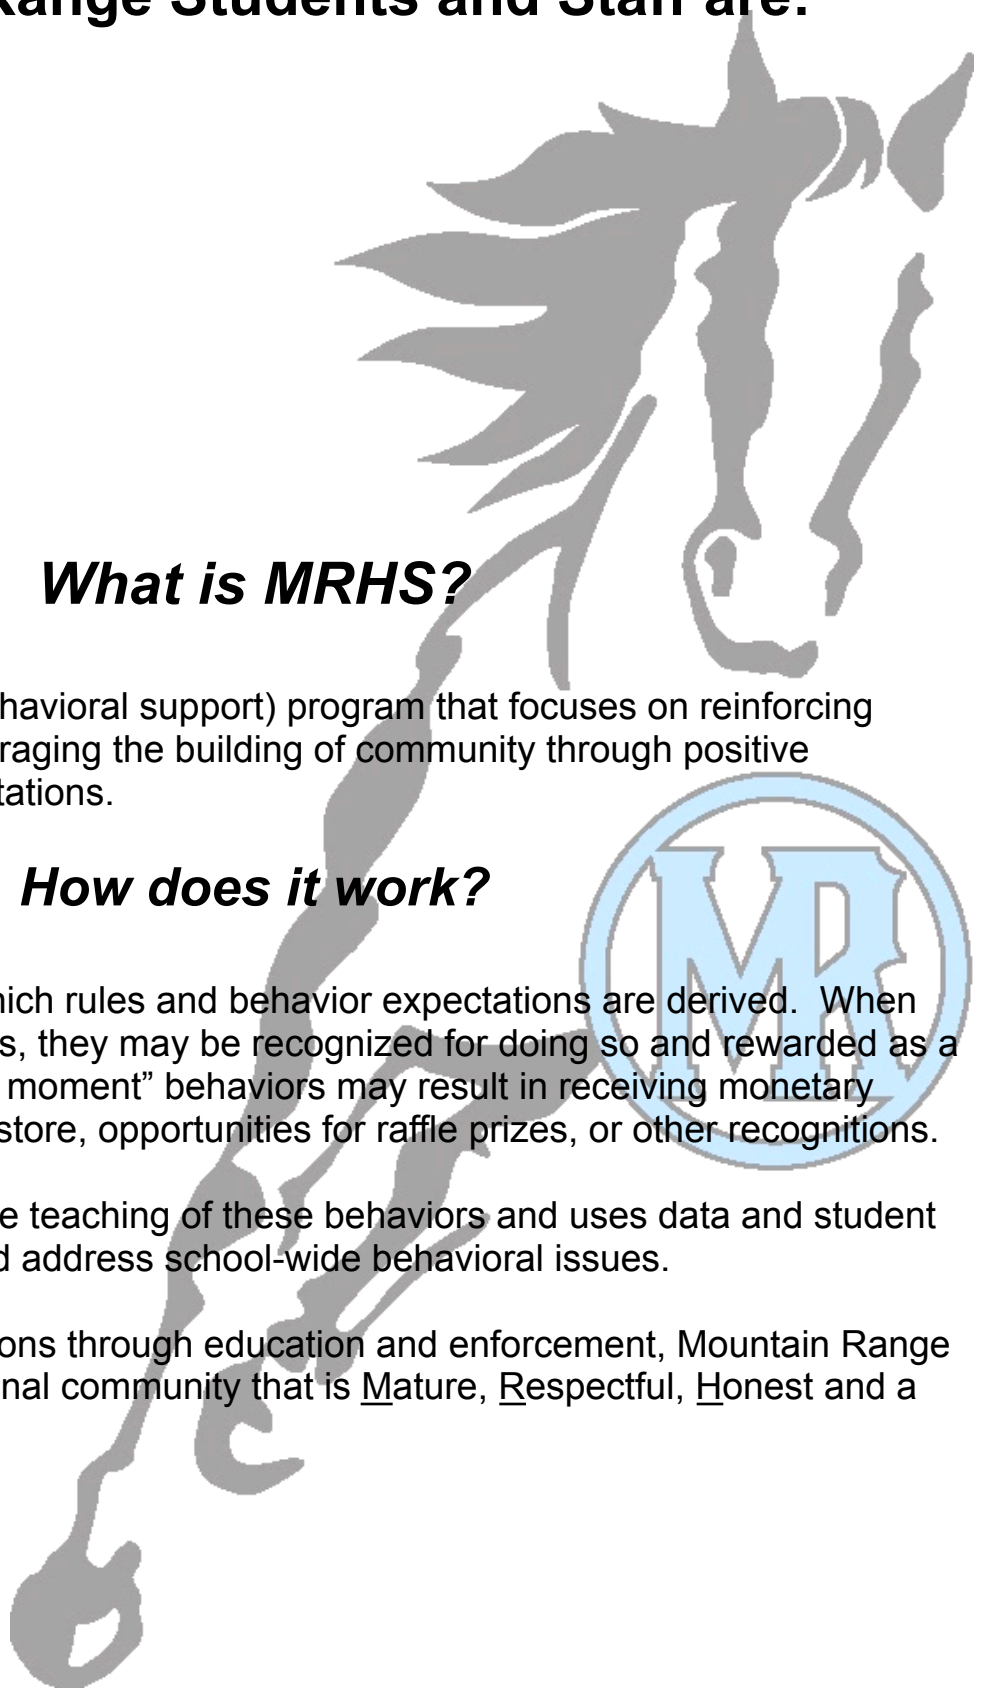 Range Students and Staff are:
What is MRHS?
havioral support) program that focuses on reinforcing
raging the building of community through positive
tations.
MR
How does it work?
hich rules and behavior expectations are derived.  When
s, they may be recognized for doing so and rewarded as a
moment” behaviors may result in receiving monetary
store, opportunities for raffle prizes, or other recognitions.
e teaching of these behaviors and uses data and student
d address school-wide behavioral issues.
ons through education and enforcement, Mountain Range
nal community that is Mature, Respectful, Honest and a